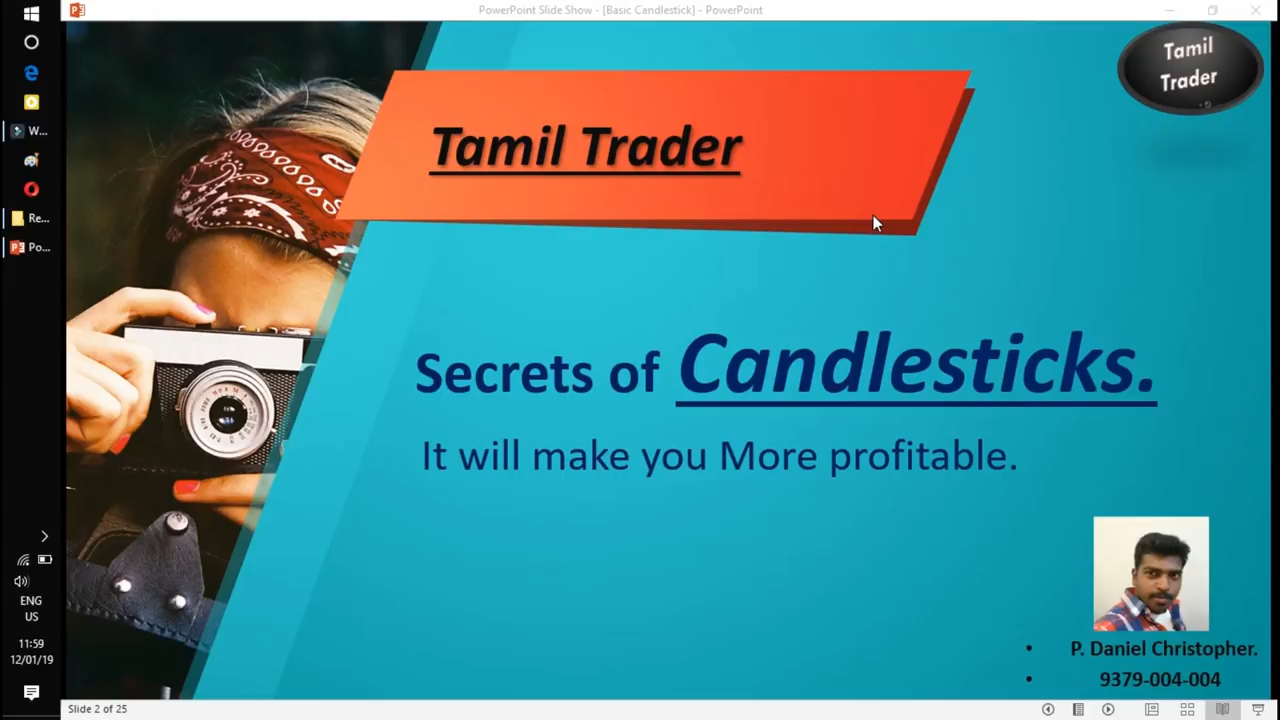 PowerPoint Slide Show - [Basic Candlestick] - PowerPoint
Tamil
Trader
Tamil Trader
W...
Re...
Po...
Secrets of Candlesticks.
It will make you More profitable.
ENG
US
11:59
12/01/19
• P. Daniel Christopher.
• 9379-004-004
Slide 2 of 25